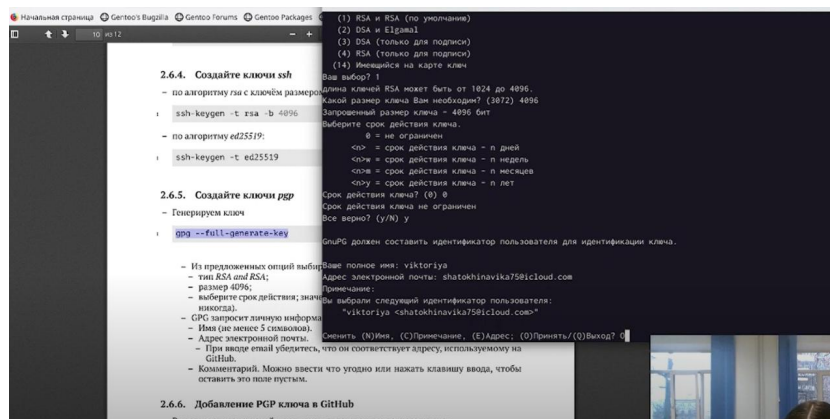 Начальная страница Gentoo's Bugzilla Gentoo Forums Gentoo Packages
10 из 12
2.6.4. Создайте ключи ssh
– по алгоритму rsa с ключём размером
1 ssh-keygen -t rsa -b 4096
– по алгоритму ed25519:
1 ssh-keygen -t ed25519
2.6.5. Создайте ключи pgp
– Генерируем ключ
1 gpg --full-generate-key
– Из предложенных опций выбир
– тип RSA and RSA;
– размер 4096;
– выберите срок действия; значе
никогда).
– GPG запросит личную информа
– Имя (не менее 5 символов).
– Адрес электронной почты.
– При вводе email убедитесь, что он соответствует адресу, используемому на
GitHub.
– Комментарий. Можно ввести что угодно или нажать клавишу ввода, чтобы
оставить это поле пустым.
2.6.6. Добавление PGP ключа в GitHub
(1) RSA и RSA (по умолчанию)
(2) DSA и Elgamal
(3) DSA (только для подписи)
(4) RSA (только для подписи)
(14) Имеющийся на карте ключ
Ваш выбор? 1
длина ключей RSA может быть от 1024 до 4096.
Какой размер ключа Вам необходим? (3072) 4096
Запрошенный размер ключа - 4096 бит
Выберите срок действия ключа.
0 = не ограничен
<n> = срок действия ключа - n дней
<n>w = срок действия ключа - n недель
<n>m = срок действия ключа - n месяцев
<n>y = срок действия ключа - n лет
Срок действия ключа? (0) 0
Срок действия ключа не ограничен
Все верно? (y/N) y
GnuPG должен составить идентификатор пользователя для идентификации ключа.
Ваше полное имя: viktoriya
Адрес электронной почты: shatokhinavika75@icloud.com
Примечание:
Вы выбрали следующий идентификатор пользователя:
"viktoriya <shatokhinavika75@icloud.com>"
Сменить (N)Имя, (C)Примечание, (E)Адрес; (O)Принять/(Q)Выход? O